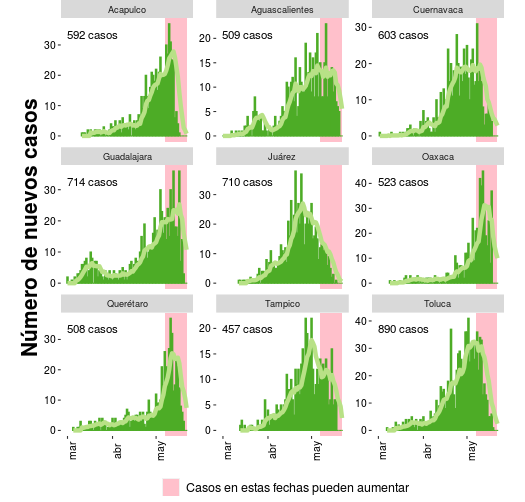 Número de nuevos casos
Acapulco
592 casos
30
20
10
0
Aguascalientes
509 casos
20
15
10
5
0
Cuernavaca
603 casos
30
20
10
0
Guadalajara
714 casos
30
20
10
0
Juárez
710 casos
30
20
10
0
Oaxaca
523 casos
40
30
20
10
0
Querétaro
508 casos
30
20
10
0
mar
abr
may
Tampico
457 casos
20
15
10
5
0
mar
abr
may
Toluca
890 casos
40
30
20
10
0
mar
abr
may
Casos en estas fechas pueden aumentar